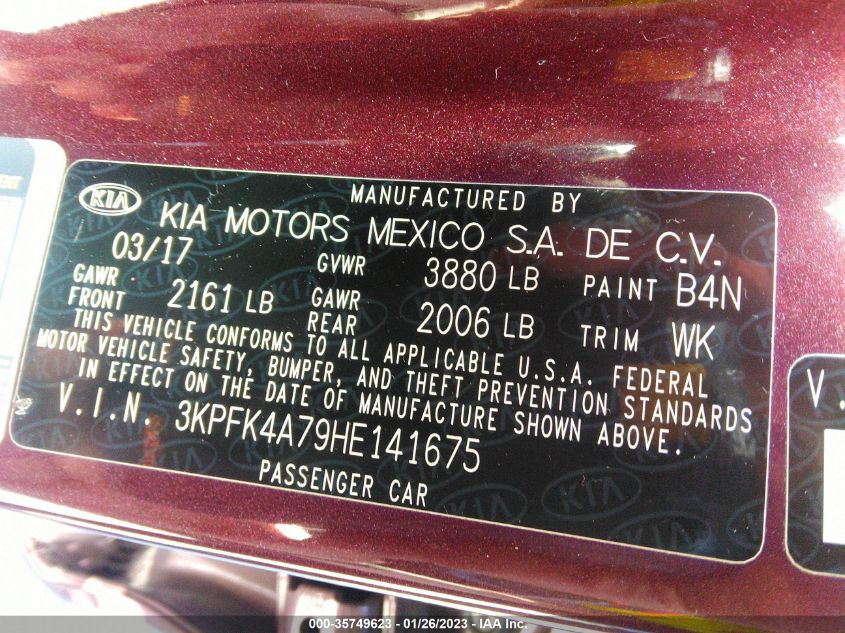 MENT
KIA
MANUFACTURED BY
KIA MOTORS MEXICO S.A. DE C.V.
03/17 GVWR 3880 LB PAINT B4N
GAWR FRONT 2161 LB GAWR REAR 2006 LB TRIM WK
THIS VEHICLE CONFORMS TO ALL APPLICABLE U.S.A. FEDERAL
MOTOR VEHICLE SAFETY, BUMPER, AND THEFT PREVENTION STANDARDS
IN EFFECT ON THE DATE OF MANUFACTURE SHOWN ABOVE.
V.I.N. 3KPFK4A79HE141675
PASSENGER CAR
V.
000-35749623 - 01/26/2023 - IAA Inc.